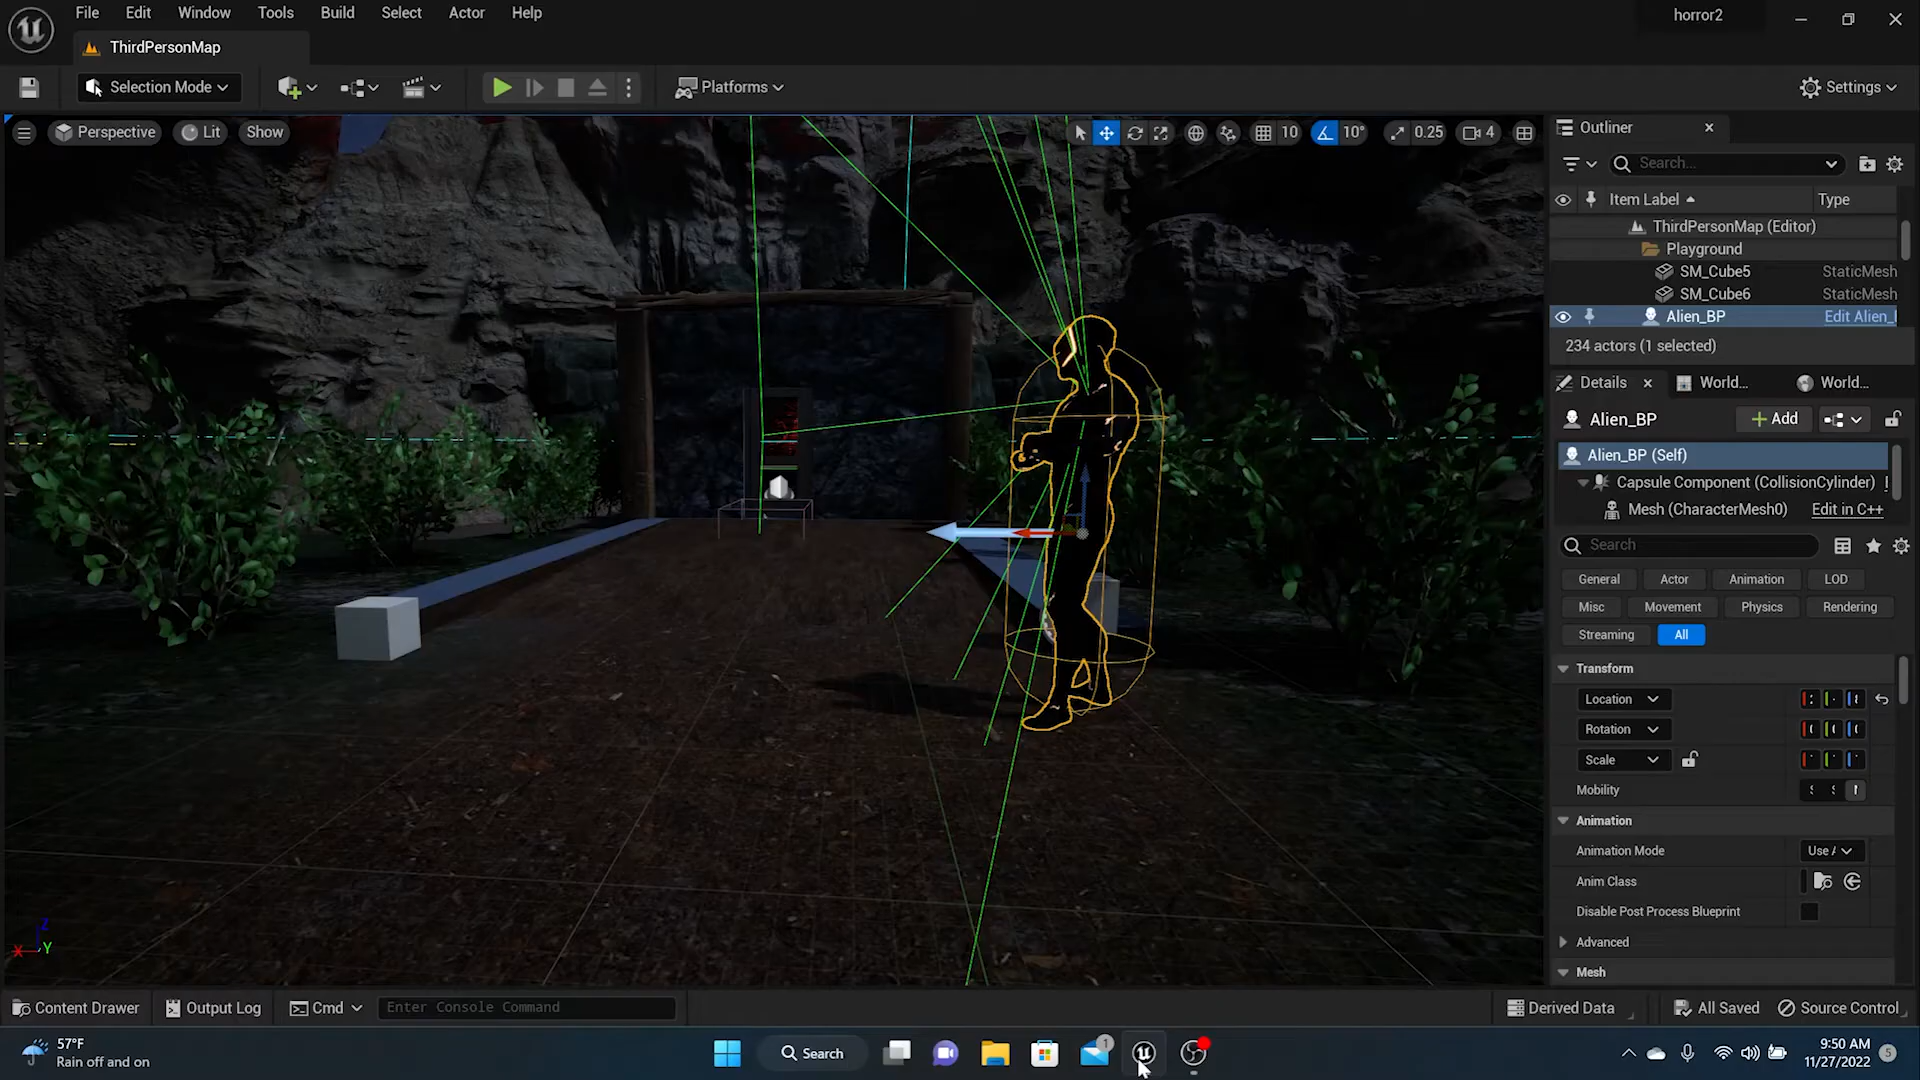 File Edit Window Tools Build Select Actor Help
horror2
ThirdPersonMap
Selection Mode
Platforms
Settings
Perspective Lit Show
10 10° 0.25 4
Outliner
Search...
Item Label Type
ThirdPersonMap (Editor)
Playground
SM_Cube5 StaticMesh
SM_Cube6 StaticMesh
Alien_BP Edit Alien_
234 actors (1 selected)
Details World... World...
Alien_BP Add
Alien_BP (Self)
Capsule Component (CollisionCylinder)
Mesh (CharacterMesh0) Edit in C++
Search
General Actor Animation LOD
Misc Movement Physics Rendering
Streaming All
Transform
Location
Rotation
Scale
Mobility
Animation
Animation Mode Use
Anim Class
Disable Post Process Blueprint
Advanced
Mesh
Z
X Y
Content Drawer Output Log Cmd Enter Console Command Derived Data All Saved Source Control
57°F
Rain off and on
Search
1
9:50 AM
11/27/2022
5